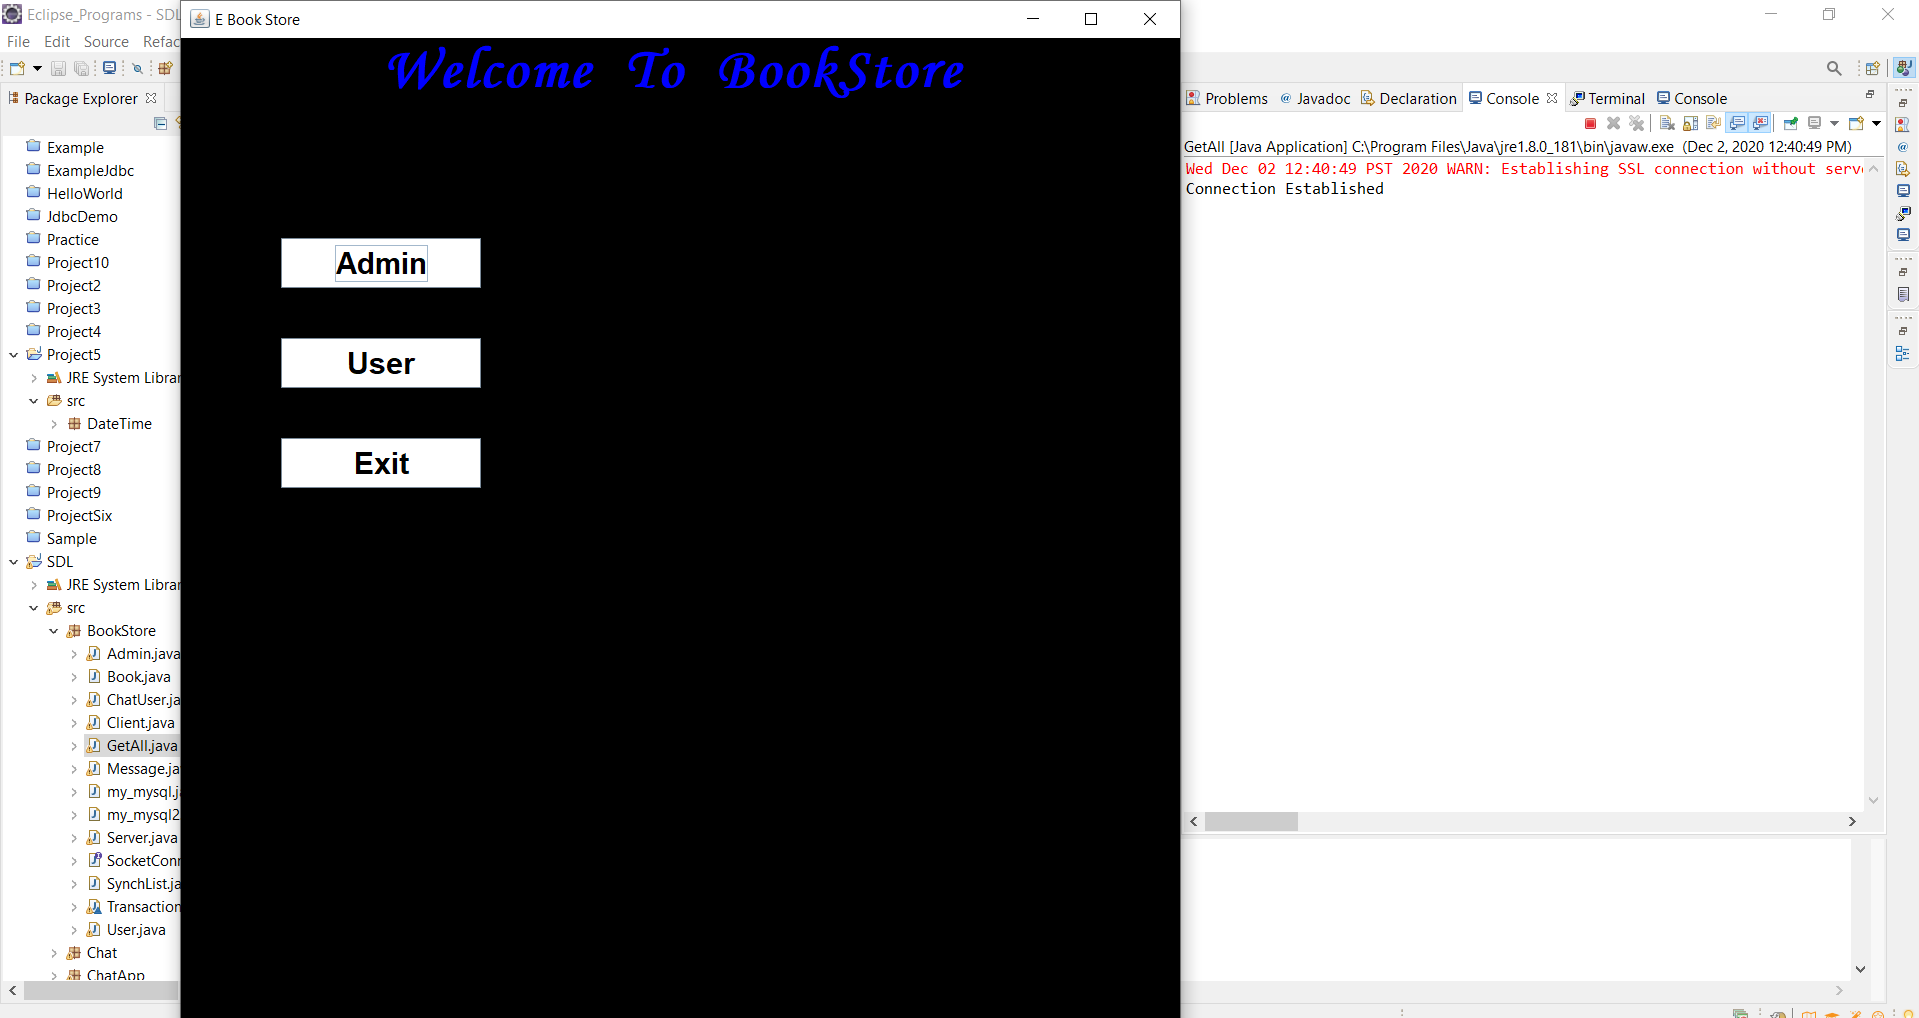 Eclipse_Programs - SDL
File Edit Source Refac
Package Explorer
Example
ExampleJdbc
HelloWorld
JdbcDemo
Practice
Project10
Project2
Project3
Project4
Project5
JRE System Librar
src
DateTime
Project7
Project8
Project9
ProjectSix
Sample
SDL
JRE System Librar
src
BookStore
Admin.java
Book.java
ChatUser.ja
Client.java
GetAll.java
Message.ja
my_mysql.j
my_mysql2
Server.java
SocketConn
SynchList.ja
Transaction
User.java
Chat
ChatApp
E Book Store
Welcome To BookStore
Admin
User
Exit
Problems @ Javadoc Declaration Console Terminal Console
GetAll [Java Application] C:\Program Files\Java\jre1.8.0_181\bin\javaw.exe (Dec 2, 2020 12:40:49 PM)
Wed Dec 02 12:40:49 PST 2020 WARN: Establishing SSL connection without serve
Connection Established